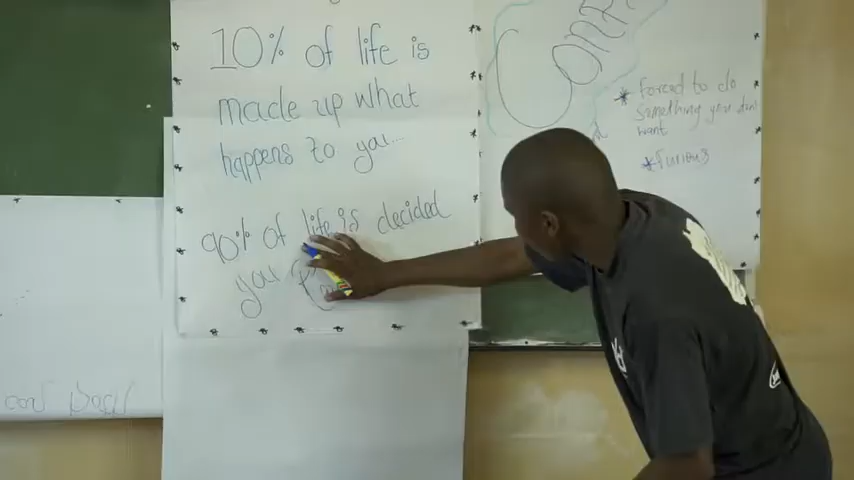 10% of life is
made up what
happens to you...
90% of life is decided
you
* forced to do
something you don't
want